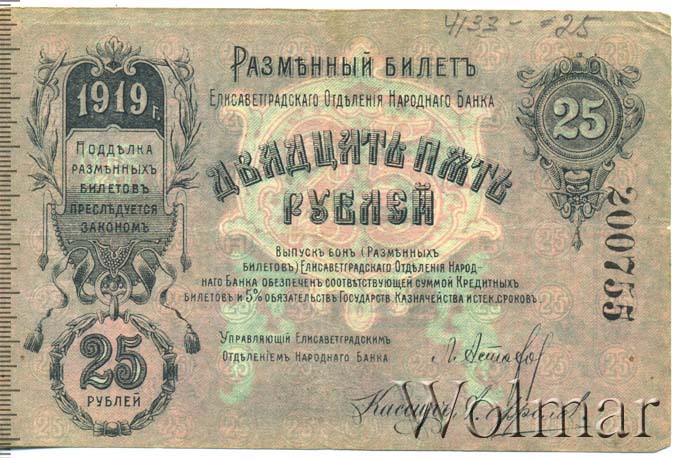 4133 - = 25
Размѣнный билетъ
Елисаветградскаго Отдѣленія Народнаго Банка
1919 г.
25
Двадцать пять
рублей
Поддѣлка
размѣнныхъ
билетовъ
преслѣдуется
закономъ
200755
Выпускъ бонъ (размѣнныхъ
билетовъ) Елисаветградскаго Отдѣленія Народ-
наго Банка обезпеченъ соотвѣтствующей суммой Кредитныхъ
билетовъ и 5% обязательствъ Государств. Казначейства истек. сроковъ.
Управляющій Елисаветградскимъ
Отдѣленіемъ Народнаго Банка
25
рублей
Кассиръ
Wolmar